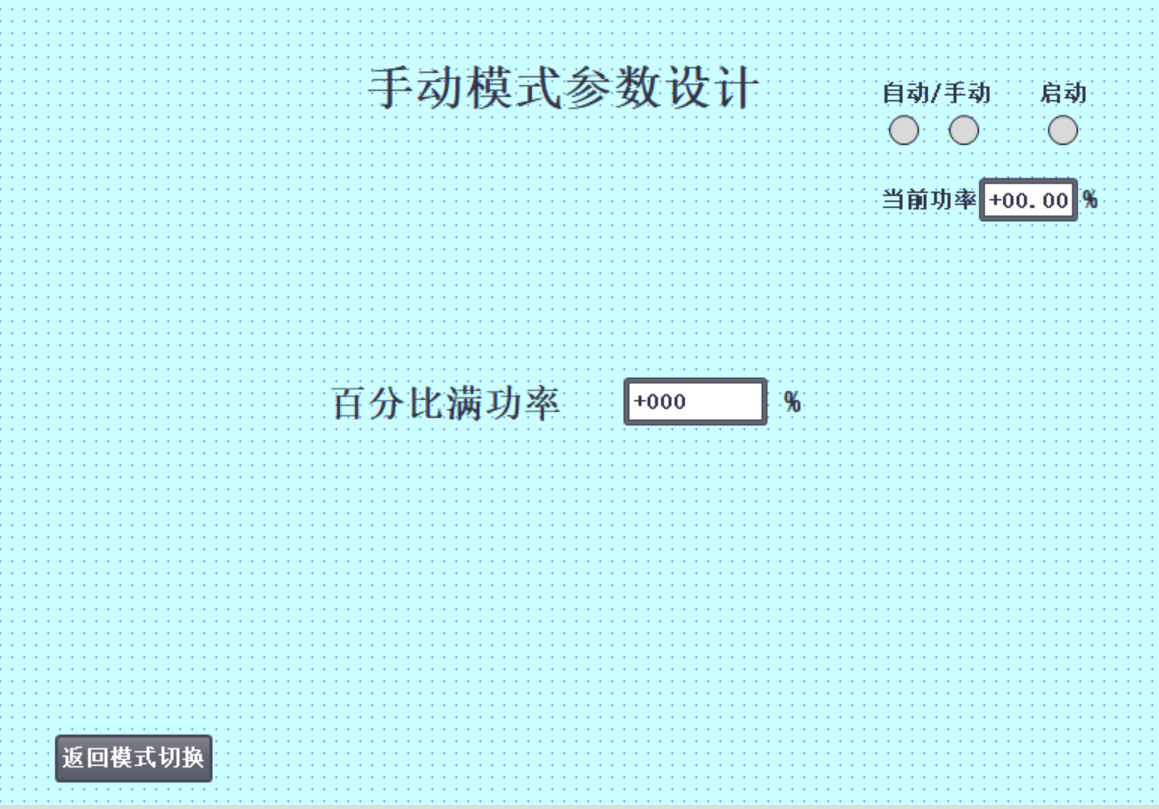 手动模式参数设计
自动/手动 启动
当前功率 +00.00 %
百分比满功率 +000 %
返回模式切换